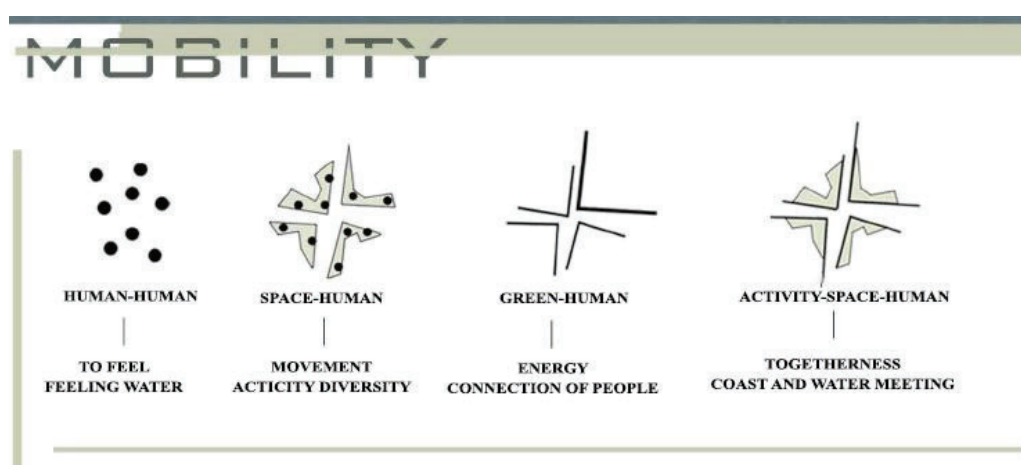 MOBILITY
HUMAN-HUMAN
SPACE-HUMAN
GREEN-HUMAN
ACTIVITY-SPACE-HUMAN
TO FEEL
FEELING WATER
MOVEMENT
ACTICITY DIVERSITY
ENERGY
CONNECTION OF PEOPLE
TOGETHERNESS
COAST AND WATER MEETING